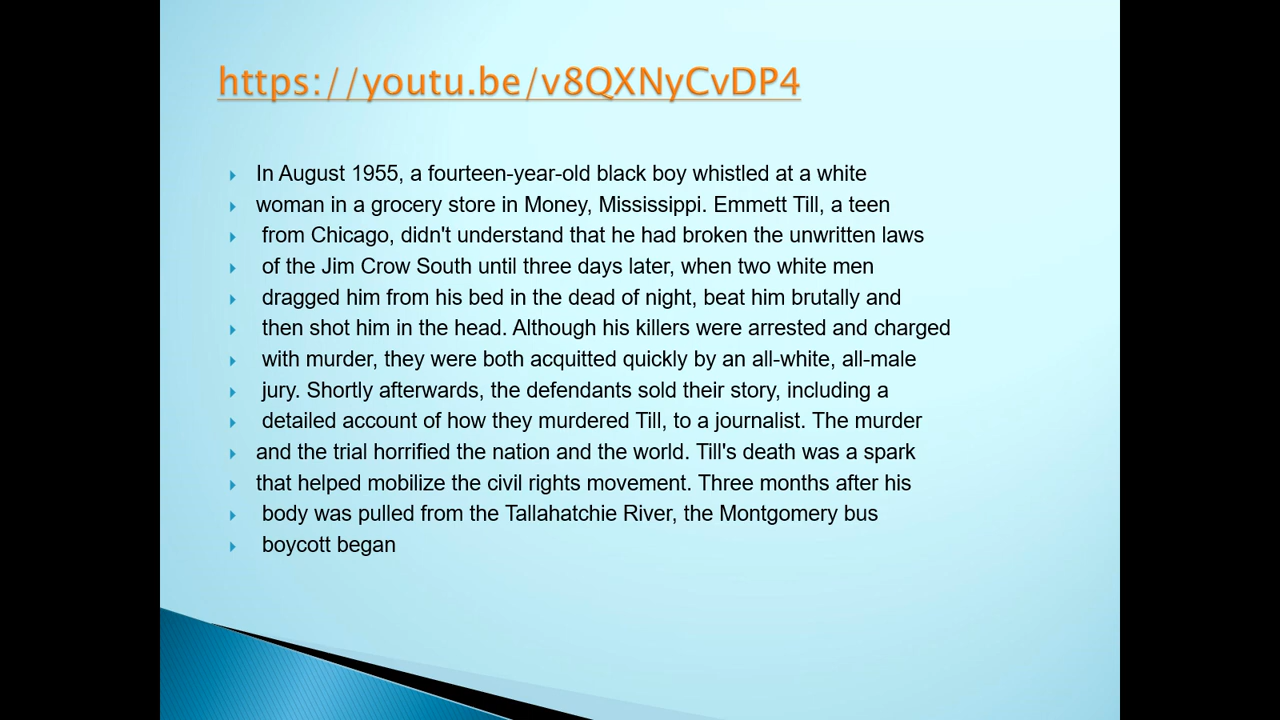 https://youtu.be/v8QXNyCvDP4
In August 1955, a fourteen-year-old black boy whistled at a white
woman in a grocery store in Money, Mississippi. Emmett Till, a teen
from Chicago, didn't understand that he had broken the unwritten laws
of the Jim Crow South until three days later, when two white men
dragged him from his bed in the dead of night, beat him brutally and
then shot him in the head. Although his killers were arrested and charged
with murder, they were both acquitted quickly by an all-white, all-male
jury. Shortly afterwards, the defendants sold their story, including a
detailed account of how they murdered Till, to a journalist. The murder
and the trial horrified the nation and the world. Till's death was a spark
that helped mobilize the civil rights movement. Three months after his
body was pulled from the Tallahatchie River, the Montgomery bus
boycott began